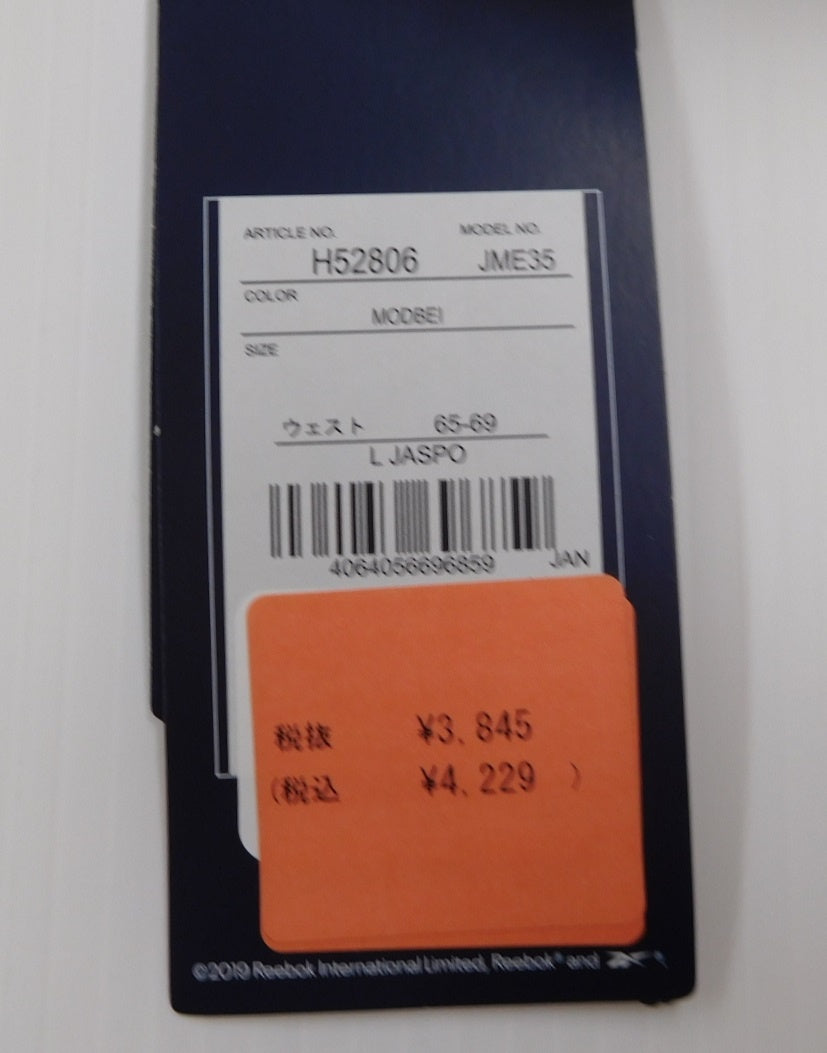 ARTICLE NO. MODEL NO.
H52806 JME35
COLOR
MODBEI
SIZE
ウェスト 65-69
L JASPO
4064056696859 JAN
税抜 ¥3,845
(税込 ¥4,229 )
©2019 Reebok International Limited, Reebok® and